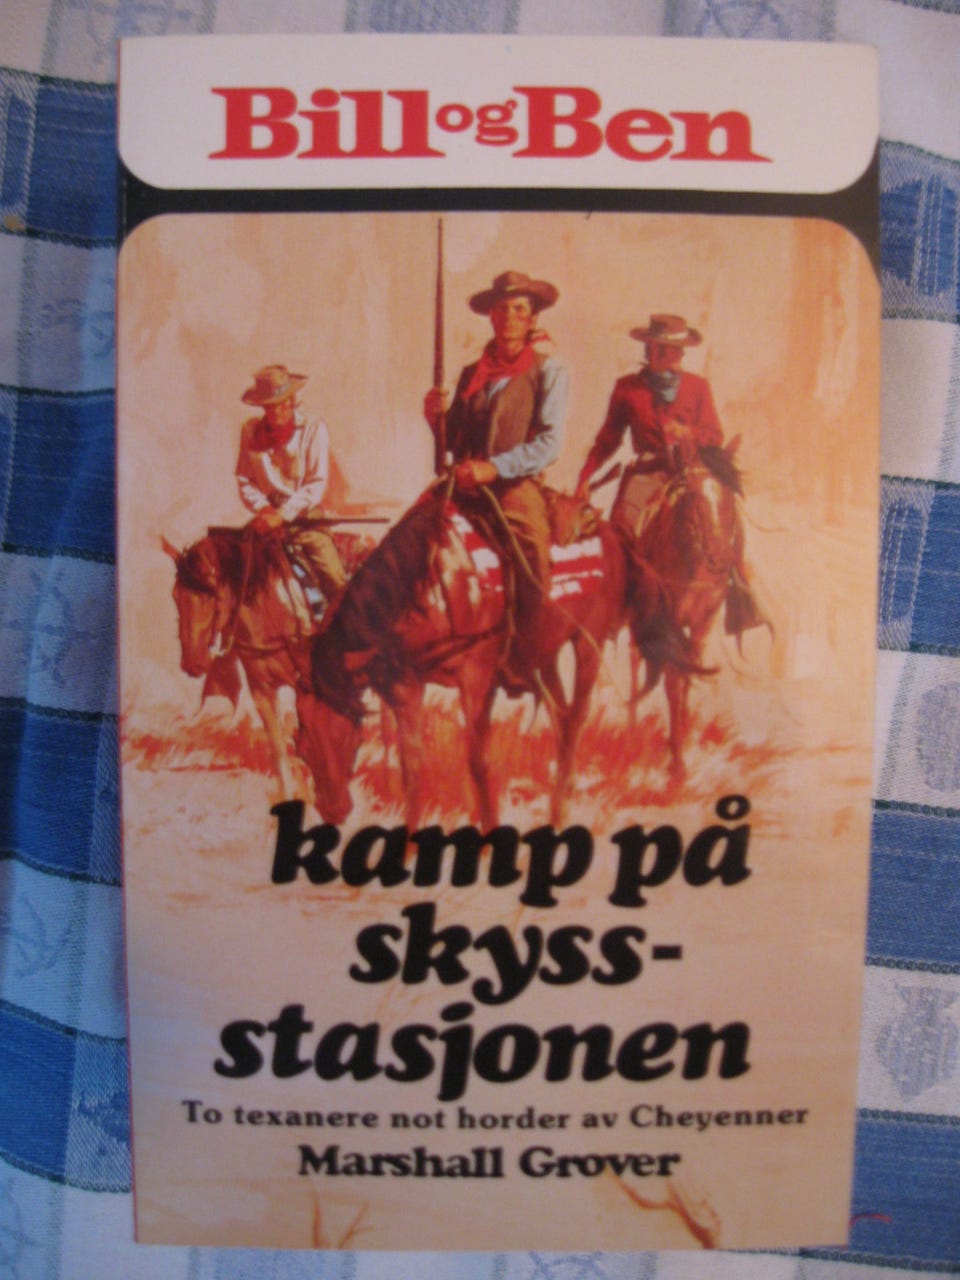 Bill og Ben
kamp på
skyss-
stasjonen
To texanere not horder av Cheyenner
Marshall Grover